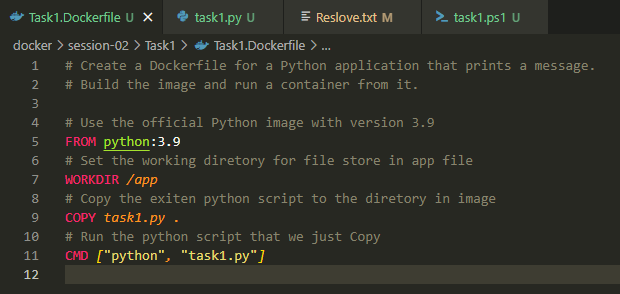 Task1.Dockerfile U task1.py U Reslove.txt U task1.ps1 U
docker > session-02 > Task1 > Task1.Dockerfile > ...
1 # Create a Dockerfile for a Python application that prints a message.
2 # Build the image and run a container from it.
3
4 # Use the official Python image with version 3.9
5 FROM python:3.9
6 # Set the working diretory for file store in app file
7 WORKDIR /app
8 # Copy the exiten python script to the diretory in image
9 COPY task1.py .
10 # Run the python script that we just Copy
11 CMD ["python", "task1.py"]
12